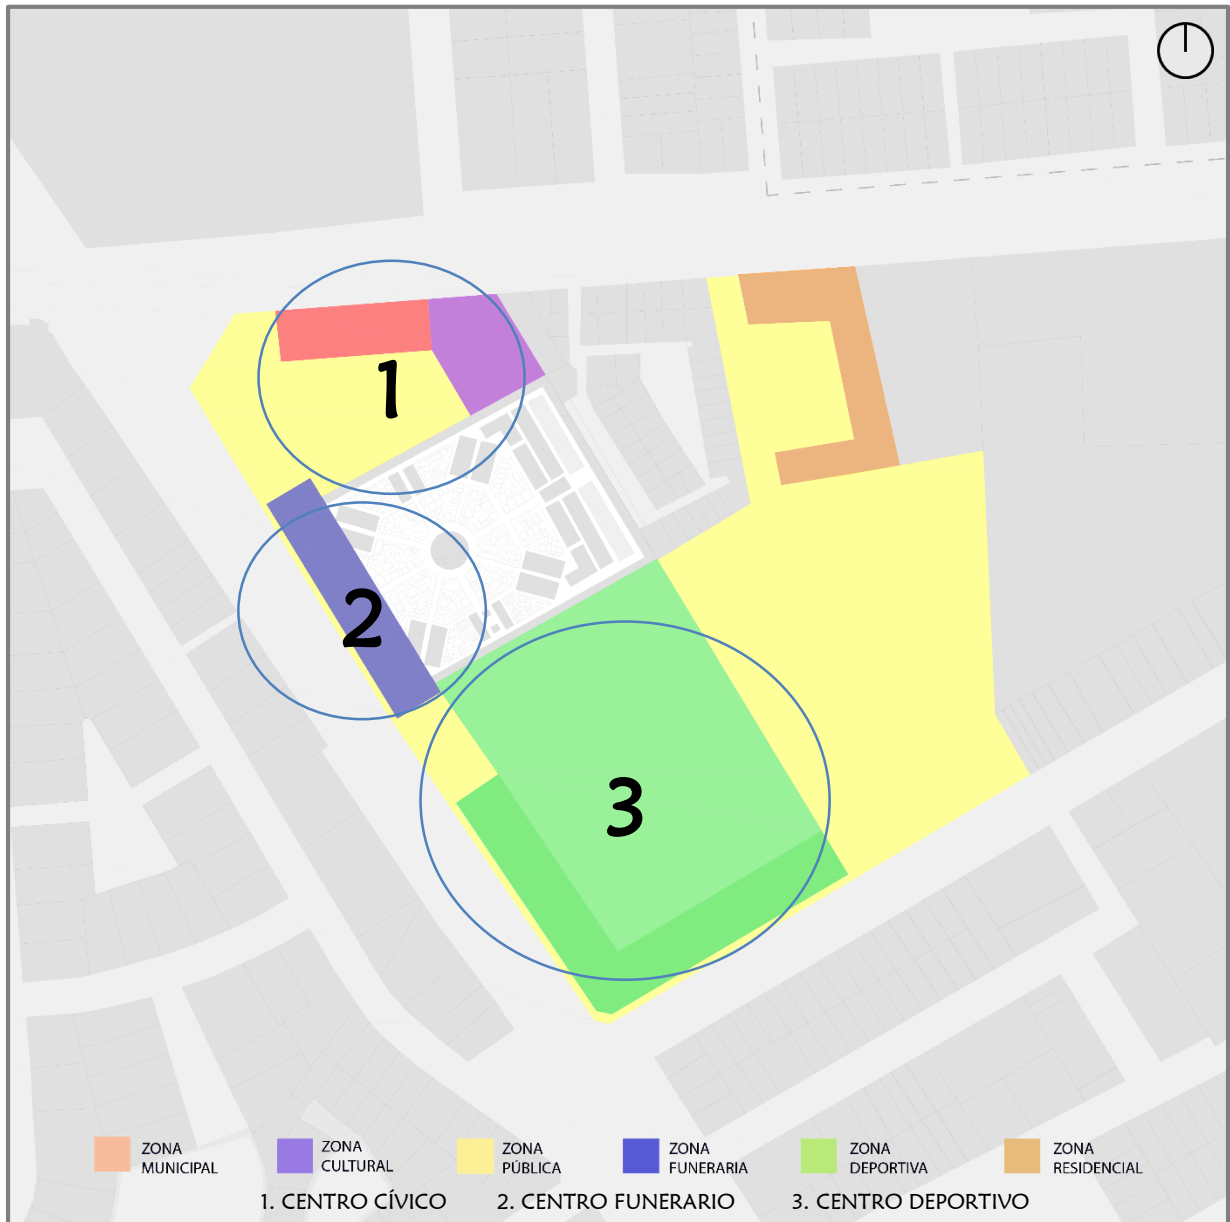 1
2
3
ZONA
MUNICIPAL
ZONA
CULTURAL
ZONA
PÚBLICA
ZONA
FUNERARIA
ZONA
DEPORTIVA
ZONA
RESIDENCIAL
1. CENTRO CÍVICO 2. CENTRO FUNERARIO 3. CENTRO DEPORTIVO